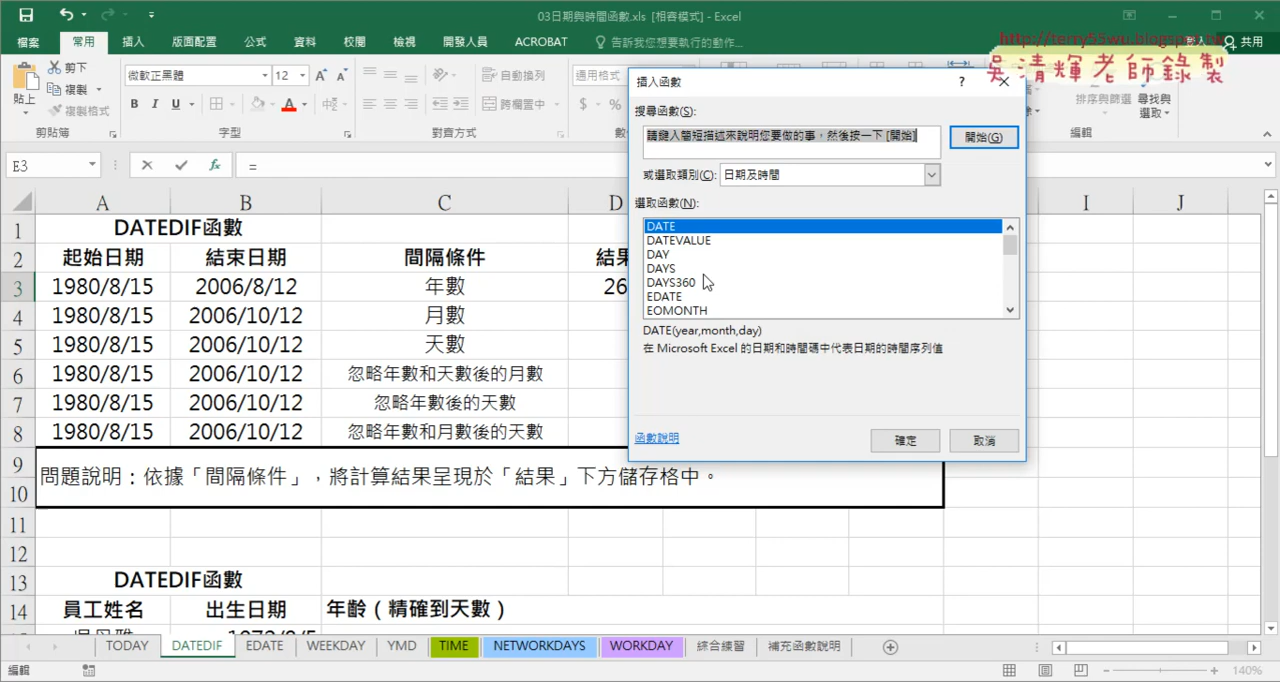 03日期與時間函數.xls [相容模式] - Excel
http://terry55wu.blogspot.tw
吳清輝老師錄製
檔案 常用 插入 版面配置 公式 資料 校閱 檢視 開發人員 ACROBAT 告訴我您想要執行的動作... 共用
貼上 剪下 複製 複製格式
微軟正黑體 12
B I U
自動換列 跨欄置中
通用格式
$ %
排序與篩選 尋找與選取
剪貼簿 字型 對齊方式 編輯
E3 =
A B C D I J
1 DATEDIF函數
2 起始日期 結束日期 間隔條件 結果
3 1980/8/15 2006/8/12 年數 26
4 1980/8/15 2006/10/12 月數
5 1980/8/15 2006/10/12 天數
6 1980/8/15 2006/10/12 忽略年數和天數後的月數
7 1980/8/15 2006/10/12 忽略年數後的天數
8 1980/8/15 2006/10/12 忽略年數和月數後的天數
9 問題說明：依據「間隔條件」，將計算結果呈現於「結果」下方儲存格中。
10
11
12
13 DATEDIF函數
14 員工姓名 出生日期 年齡（精確到天數）
插入函數 ?
搜尋函數(S):
請鍵入簡短描述來說明您要做的事，然後按一下 [開始]
開始(G)
或選取類別(C): 日期及時間
選取函數(N):
DATE
DATEVALUE
DAY
DAYS
DAYS360
EDATE
EOMONTH
DATE(year,month,day)
在 Microsoft Excel 的日期和時間碼中代表日期的時間序列值
函數說明 確定 取消
TODAY DATEDIF EDATE WEEKDAY YMD TIME NETWORKDAYS WORKDAY 綜合練習 補充函數說明
編輯 140%